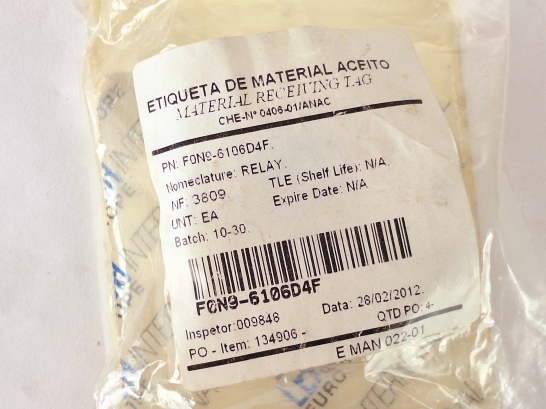 ETIQUETA DE MATERIAL ACEITO
MATERIAL RECEIVING TAG
CHE-Nº 0406-01/ANAC
PN: F0N9-6106D4F.
Nomeclature: RELAY.
NF: 3809 TLE (Shelf Life): N/A.
UNT: EA Expire Date: N/A
Batch: 10-30.
F0N9-6106D4F
Inspetor:009848 Data: 28/02/2012.
PO - Item: 134906 - QTD PO: 4-
E MAN 022-01